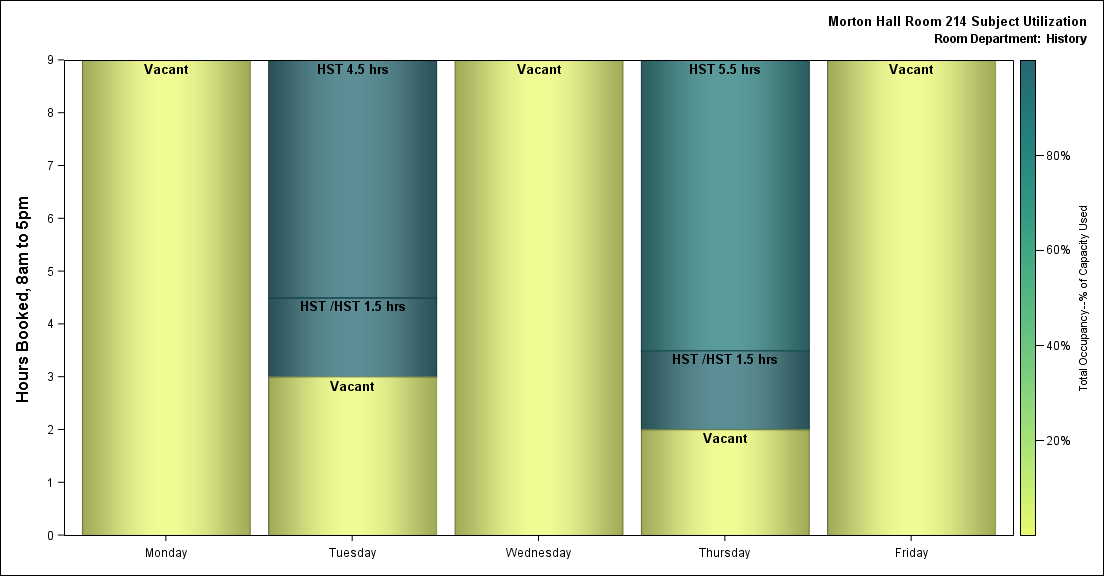 Morton Hall Room 214 Subject Utilization
Room Department: History
Hours Booked, 8am to 5pm
9
8
7
6
5
4
3
2
1
0
Vacant
HST 4.5 hrs
HST /HST 1.5 hrs
Vacant
Vacant
HST 5.5 hrs
HST /HST 1.5 hrs
Vacant
Vacant
Monday
Tuesday
Wednesday
Thursday
Friday
80%
60%
40%
20%
Total Occupancy--% of Capacity Used